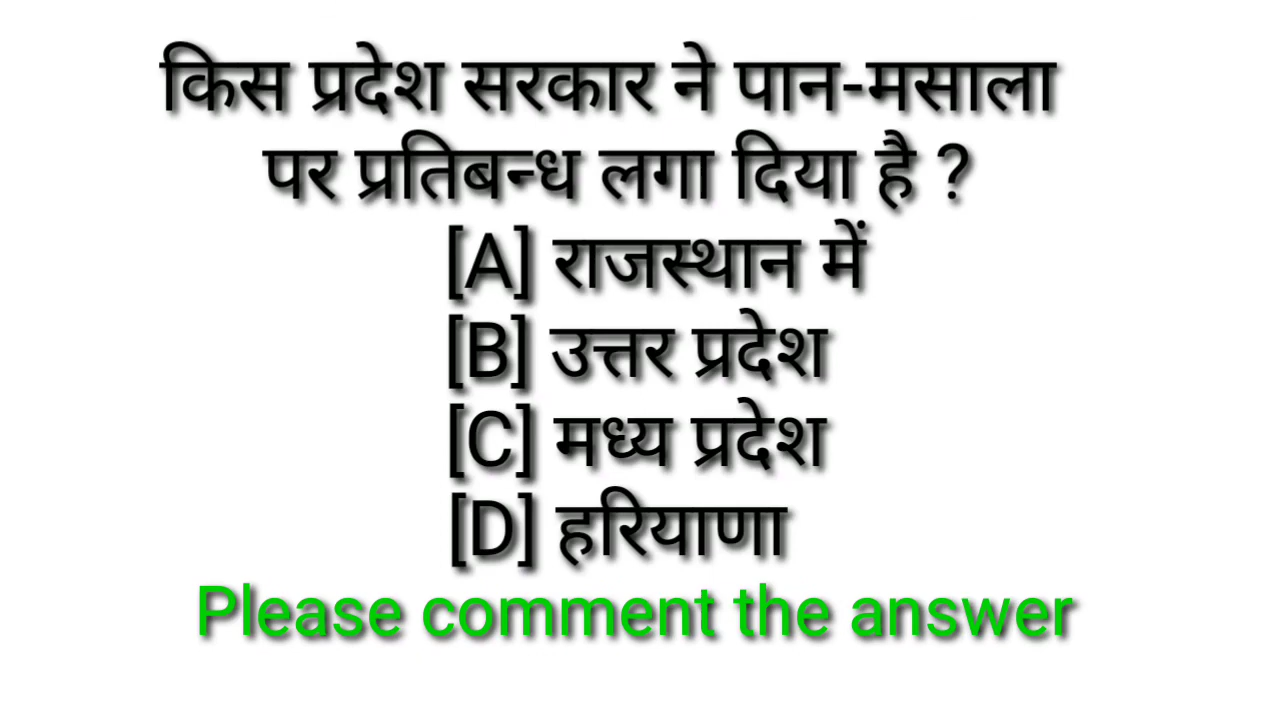 किस प्रदेश सरकार ने पान-मसाला
पर प्रतिबन्ध लगा दिया है ?
[A] राजस्थान में
[B] उत्तर प्रदेश
[C] मध्य प्रदेश
[D] हरियाणा
Please comment the answer